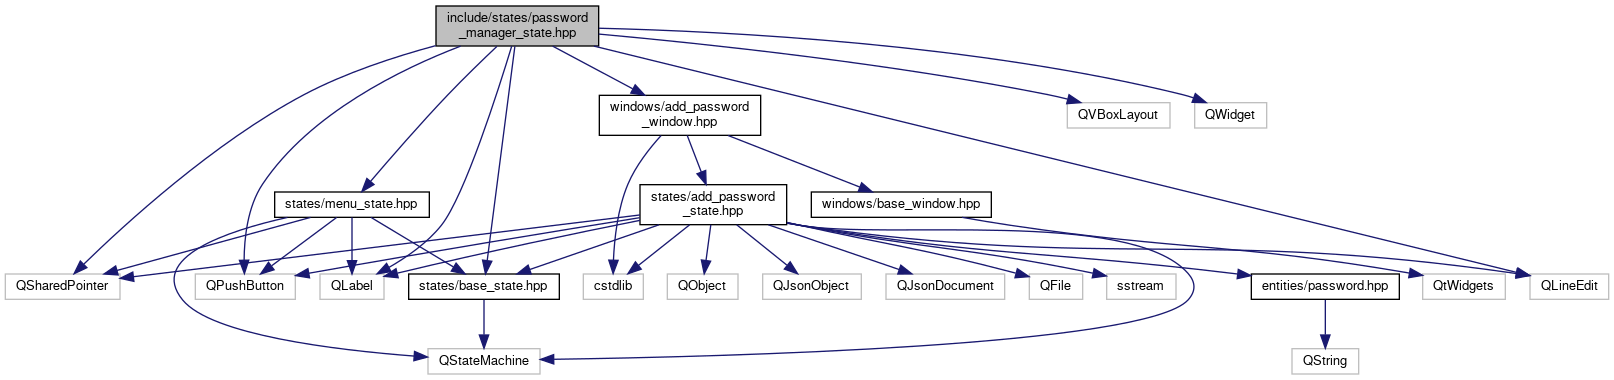 include/states/password
_manager_state.hpp
windows/add_password
_window.hpp
QVBoxLayout
QWidget
states/menu_state.hpp
states/add_password
_state.hpp
windows/base_window.hpp
QSharedPointer
QPushButton
QLabel
states/base_state.hpp
cstdlib
QObject
QJsonObject
QJsonDocument
QFile
sstream
entities/password.hpp
QtWidgets
QLineEdit
QStateMachine
QString